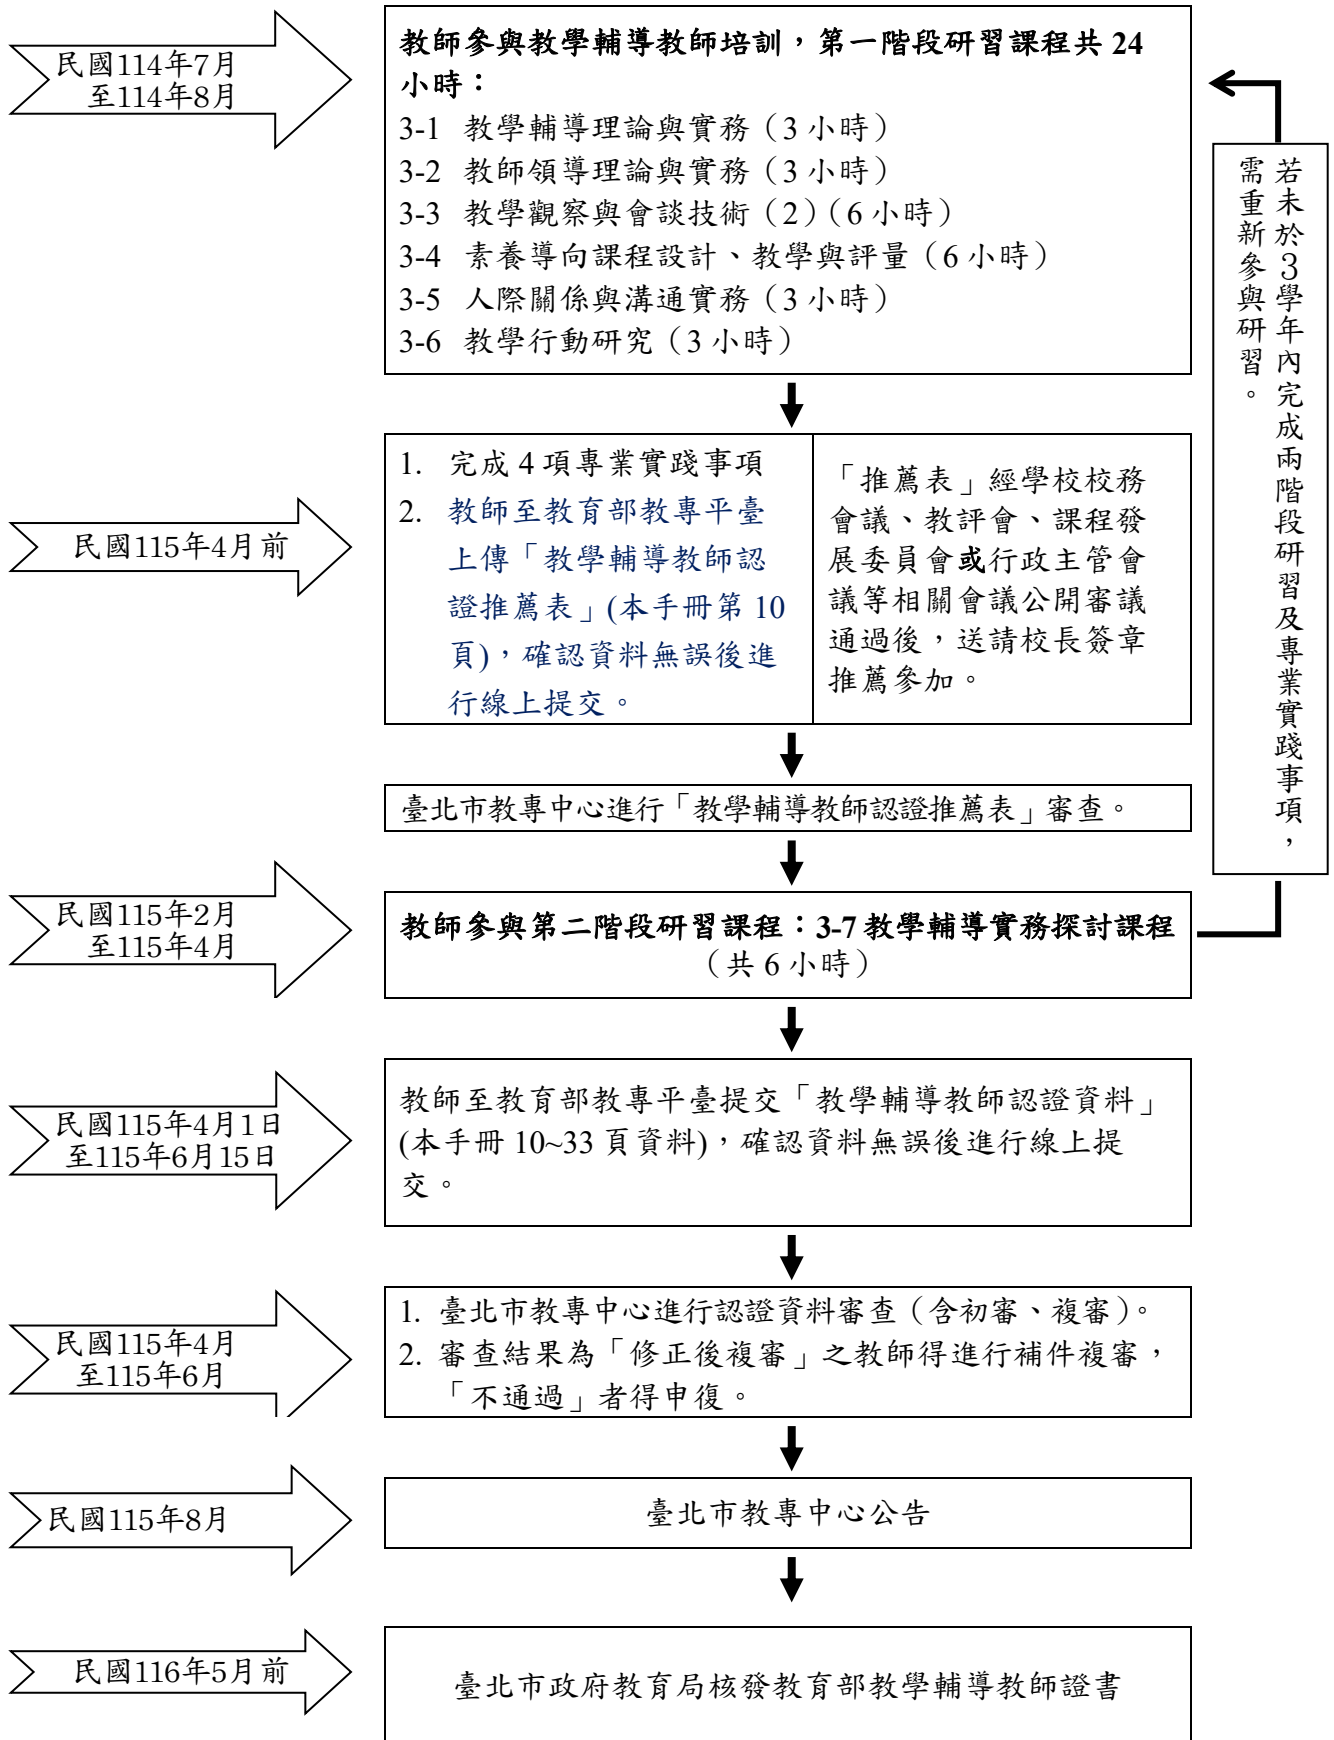 民國114年7月
至114年8月
教師參與教學輔導教師培訓，第一階段研習課程共 24
小時：
3-1 教學輔導理論與實務（3 小時）
3-2 教師領導理論與實務（3 小時）
3-3 教學觀察與會談技術（2）（6 小時）
3-4 素養導向課程設計、教學與評量（6 小時）
3-5 人際關係與溝通實務（3 小時）
3-6 教學行動研究（3 小時）
若未於3學年內完成兩階段研習及專業實踐事項，
需重新參與研習。
民國115年4月前
1. 完成 4 項專業實踐事項
2. 教師至教育部教專平臺
上傳「教學輔導教師認
證推薦表」(本手冊第 10
頁)，確認資料無誤後進
行線上提交。
「推薦表」經學校校務
會議、教評會、課程發
展委員會或行政主管會
議等相關會議公開審議
通過後，送請校長簽章
推薦參加。
臺北市教專中心進行「教學輔導教師認證推薦表」審查。
民國115年2月
至115年4月
教師參與第二階段研習課程：3-7 教學輔導實務探討課程
（共 6 小時）
民國115年4月1日
至115年6月15日
教師至教育部教專平臺提交「教學輔導教師認證資料」
(本手冊 10~33 頁資料)，確認資料無誤後進行線上提
交。
民國115年4月
至115年6月
1. 臺北市教專中心進行認證資料審查（含初審、複審）。
2. 審查結果為「修正後複審」之教師得進行補件複審，
「不通過」者得申復。
民國115年8月
臺北市教專中心公告
民國116年5月前
臺北市政府教育局核發教育部教學輔導教師證書